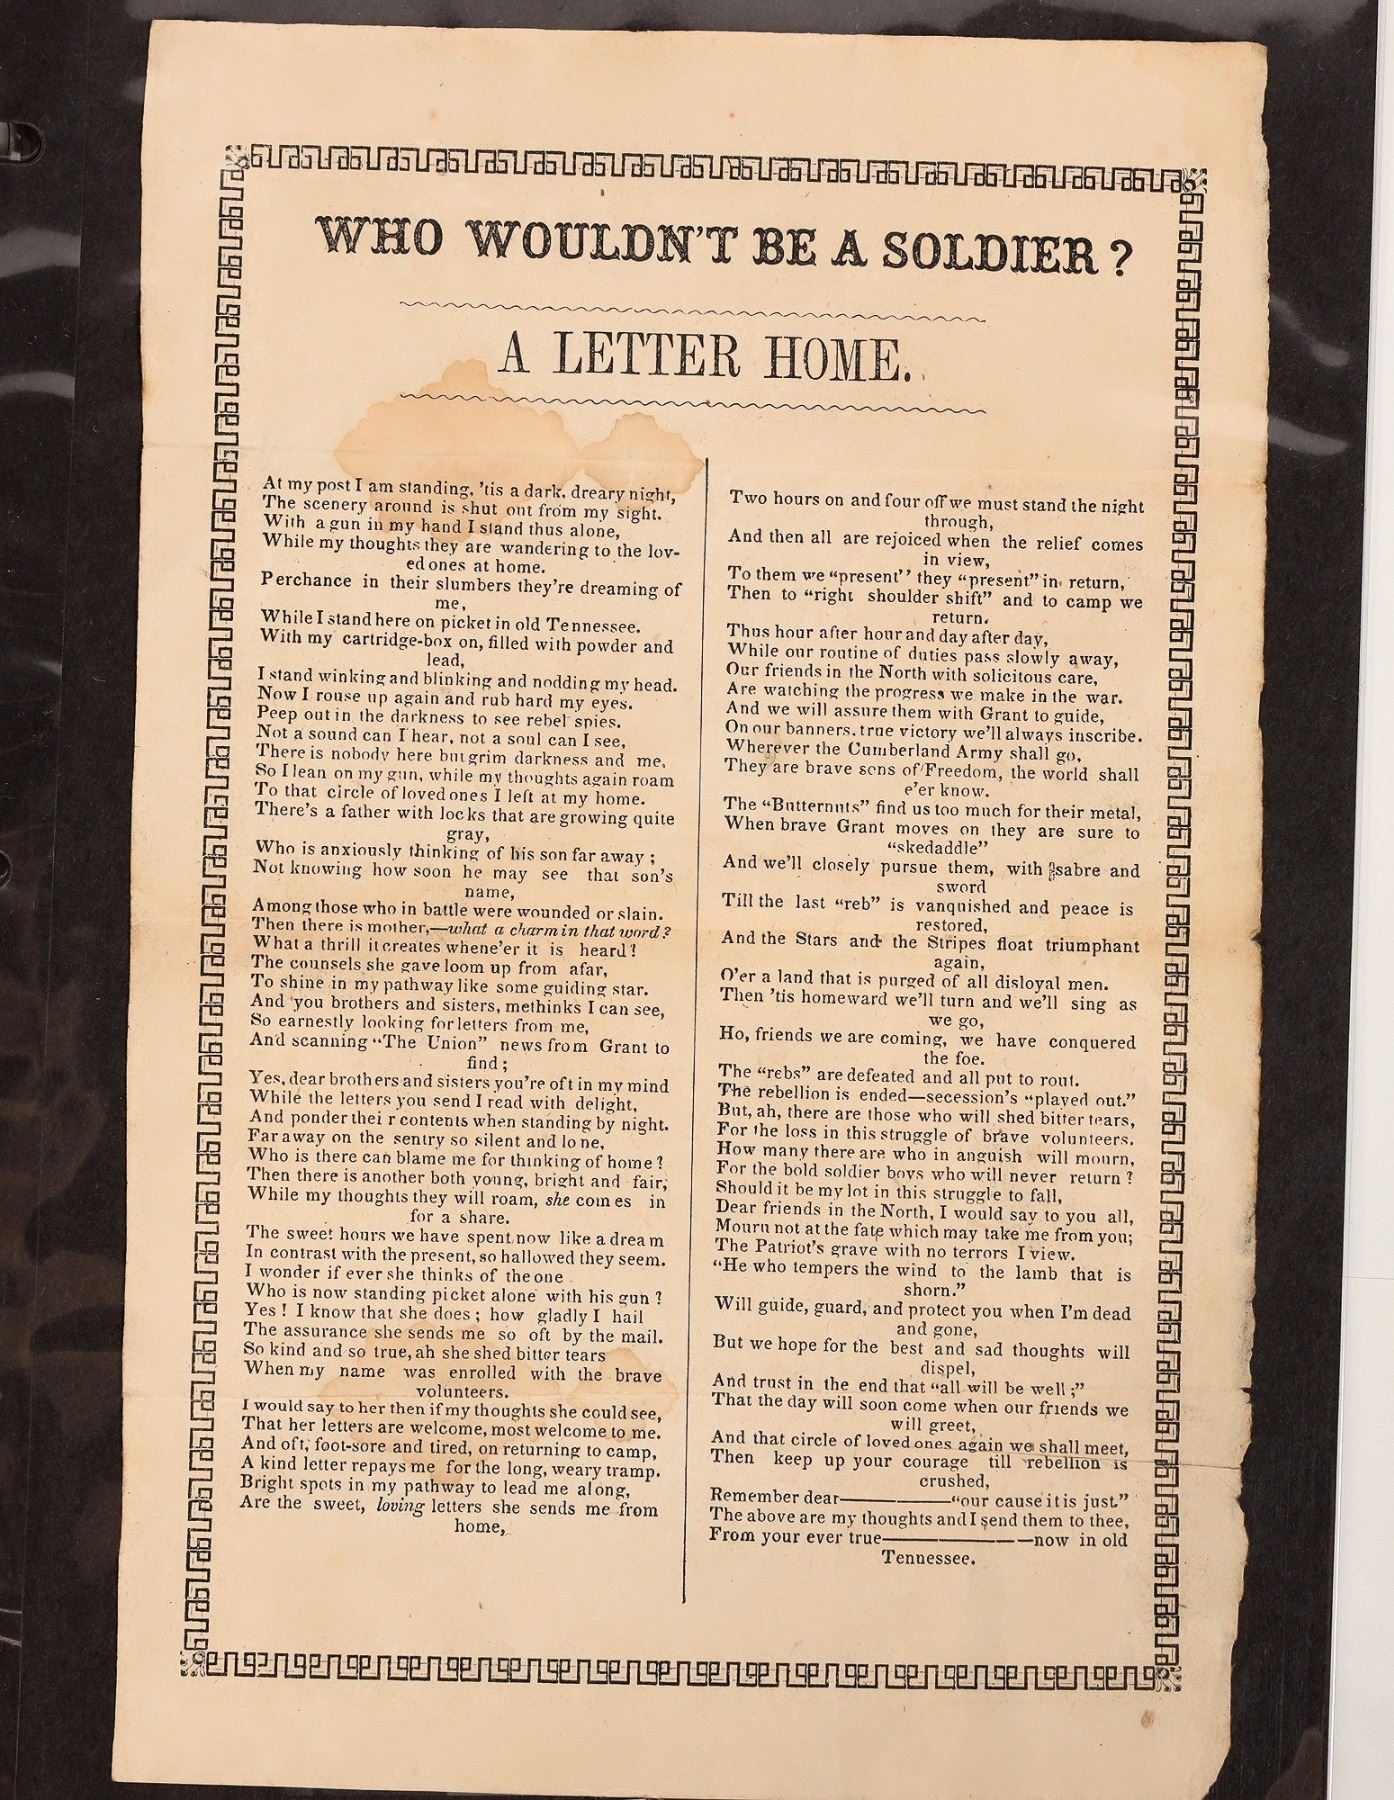 WHO WOULDN'T BE A SOLDIER?
A LETTER HOME.
At my post I am standing, 'tis a dark, dreary night,
The scenery around is shut out from my sight.
With a gun in my hand I stand thus alone,
While my thoughts they are wandering to the lov-
ed ones at home.
Perchance in their slumbers they're dreaming of
me,
While I stand here on picket in old Tennessee.
With my cartridge-box on, filled with powder and
lead,
I stand winking and blinking and nodding my head.
Now I rouse up again and rub hard my eyes.
Peep out in the darkness to see rebel spies.
Not a sound can I hear, not a soul can I see,
There is nobody here but grim darkness and me.
So I lean on my gun, while my thoughts again roam
To that circle of loved ones I left at my home.
There's a father with locks that are growing quite
gray,
Who is anxiously thinking of his son far away;
Not knowing how soon he may see that son's
name,
Among those who in battle were wounded or slain.
Then there is mother,—what a charm in that word?
What a thrill it creates whene'er it is heard?
The counsels she gave loom up from afar,
To shine in my pathway like some guiding star.
And you brothers and sisters, methinks I can see,
So earnestly looking for letters from me,
And scanning "The Union" news from Grant to
find;
Yes, dear brothers and sisters you're oft in my mind
While the letters you send I read with delight,
And ponder thei r contents when standing by night.
Far away on the sentry so silent and lone,
Who is there can blame me for thinking of home?
Then there is another both young, bright and fair,
While my thoughts they will roam, she comes in
for a share.
The sweet hours we have spent now like a dream
In contrast with the present, so hallowed they seem.
I wonder if ever she thinks of the one
Who is now standing picket alone with his gun?
Yes! I know that she does; how gladly I hail
The assurance she sends me so oft by the mail.
So kind and so true, ah she shed bitter tears
When my name was enrolled with the brave
volunteers.
I would say to her then if my thoughts she could see,
That her letters are welcome, most welcome to me.
And oft, foot-sore and tired, on returning to camp,
A kind letter repays me for the long, weary tramp.
Bright spots in my pathway to lead me along,
Are the sweet, loving letters she sends me from
home,
Two hours on and four off we must stand the night
through,
And then all are rejoiced when the relief comes
in view,
To them we "present" they "present" in return,
Then to "right shoulder shift" and to camp we
return.
Thus hour after hour and day after day,
While our routine of duties pass slowly away,
Our friends in the North with solicitous care,
Are watching the progress we make in the war.
And we will assure them with Grant to guide,
On our banners, true victory we'll always inscribe.
Wherever the Cumberland Army shall go,
They are brave sons of Freedom, the world shall
e'er know.
The "Butternuts" find us too much for their metal,
When brave Grant moves on they are sure to
"skedaddle"
And we'll closely pursue them, with sabre and
sword
Till the last "reb" is vanquished and peace is
restored,
And the Stars and the Stripes float triumphant
again,
O'er a land that is purged of all disloyal men.
Then 'tis homeward we'll turn and we'll sing as
we go,
Ho, friends we are coming, we have conquered
the foe.
The "rebs" are defeated and all put to rout.
The rebellion is ended—secession's "played out."
But, ah, there are those who will shed bitter tears,
For the loss in this struggle of brave volunteers.
How many there are who in anguish will mourn,
For the bold soldier boys who will never return?
Should it be my lot in this struggle to fall,
Dear friends in the North, I would say to you all,
Mourn not at the fate which may take me from you;
The Patriot's grave with no terrors I view.
"He who tempers the wind to the lamb that is
shorn."
Will guide, guard, and protect you when I'm dead
and gone,
But we hope for the best and sad thoughts will
dispel,
And trust in the end that "all will be well;"
That the day will soon come when our friends we
will greet,
And that circle of loved ones again we shall meet,
Then keep up your courage till rebellion is
crushed,
Remember dear————"our cause it is just."
The above are my thoughts and I send them to thee,
From your ever true—————now in old
Tennessee.